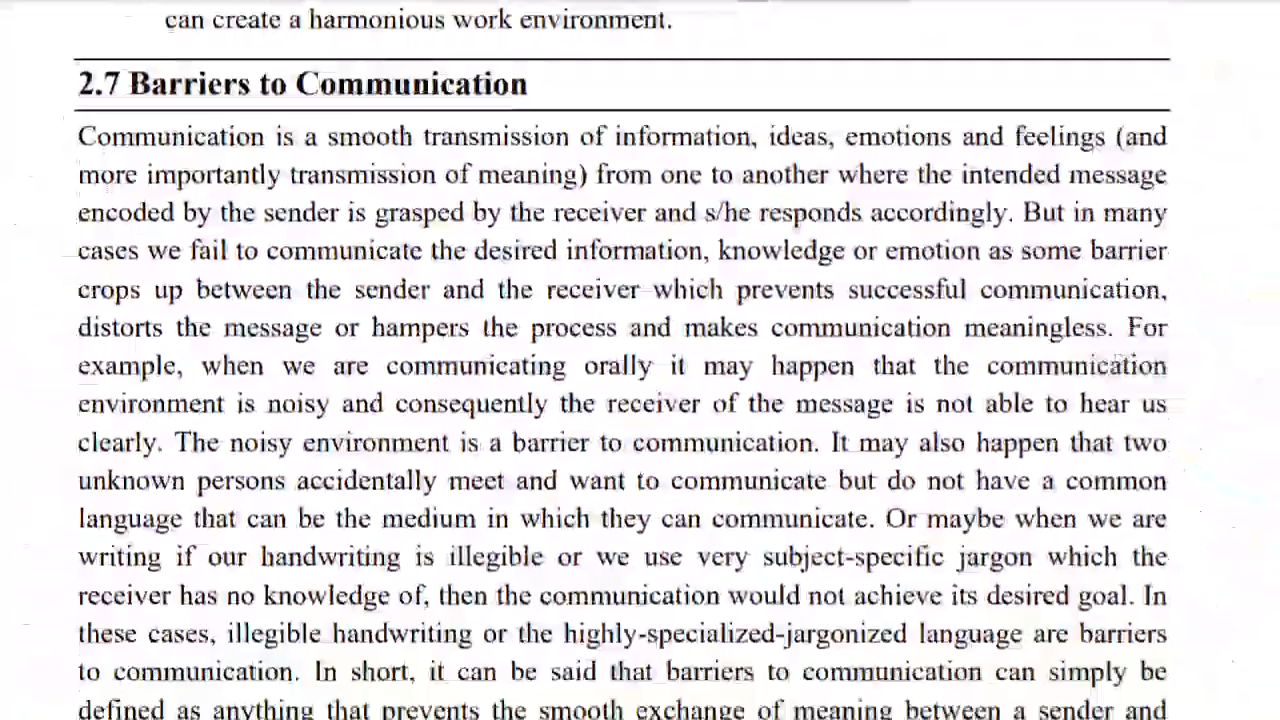 can create a harmonious work environment.
2.7 Barriers to Communication
Communication is a smooth transmission of information, ideas, emotions and feelings (and
more importantly transmission of meaning) from one to another where the intended message
encoded by the sender is grasped by the receiver and s/he responds accordingly. But in many
cases we fail to communicate the desired information, knowledge or emotion as some barrier
crops up between the sender and the receiver which prevents successful communication,
distorts the message or hampers the process and makes communication meaningless. For
example, when we are communicating orally it may happen that the communication
environment is noisy and consequently the receiver of the message is not able to hear us
clearly. The noisy environment is a barrier to communication. It may also happen that two
unknown persons accidentally meet and want to communicate but do not have a common
language that can be the medium in which they can communicate. Or maybe when we are
writing if our handwriting is illegible or we use very subject-specific jargon which the
receiver has no knowledge of, then the communication would not achieve its desired goal. In
these cases, illegible handwriting or the highly-specialized-jargonized language are barriers
to communication. In short, it can be said that barriers to communication can simply be
defined as anything that prevents the smooth exchange of meaning between a sender and